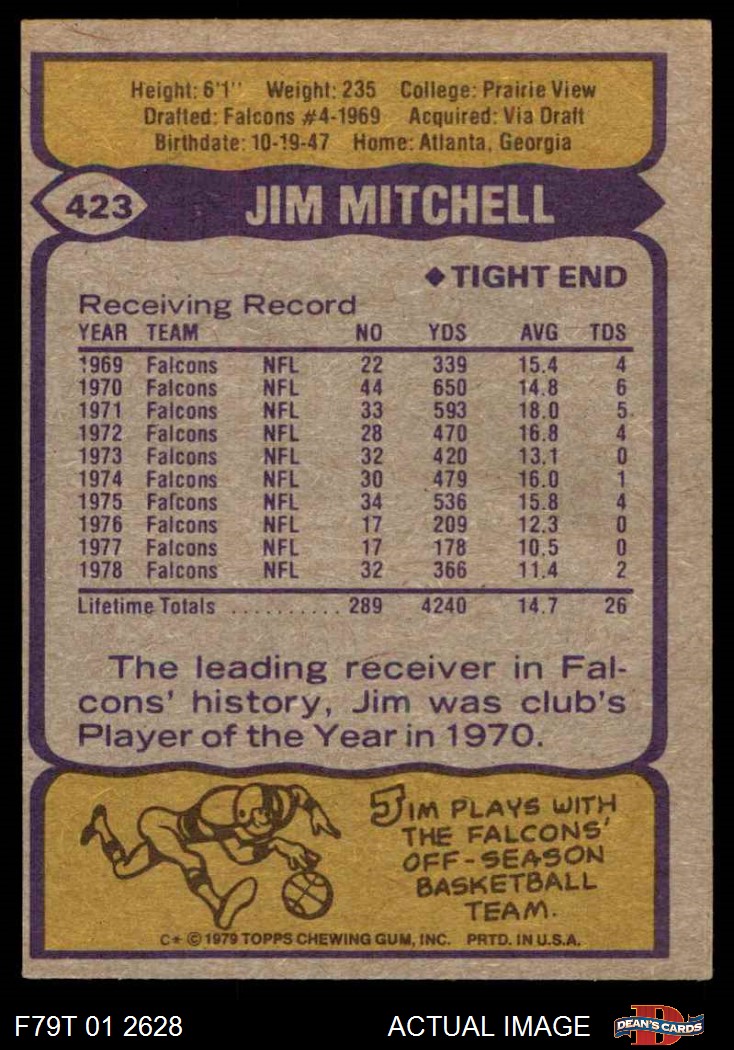 Height: 6'1" Weight: 235 College: Prairie View
Drafted: Falcons #4-1969 Acquired: Via Draft
Birthdate: 10-19-47 Home: Atlanta, Georgia
423 JIM MITCHELL
◆ TIGHT END
Receiving Record
YEAR TEAM NO YDS AVG TDS
1969 Falcons NFL 22 339 15.4 4
1970 Falcons NFL 44 650 14.8 6
1971 Falcons NFL 33 593 18.0 5
1972 Falcons NFL 28 470 16.8 4
1973 Falcons NFL 32 420 13.1 0
1974 Falcons NFL 30 479 16.0 1
1975 Falcons NFL 34 536 15.8 4
1976 Falcons NFL 17 209 12.3 0
1977 Falcons NFL 17 178 10.5 0
1978 Falcons NFL 32 366 11.4 2
Lifetime Totals .......... 289 4240 14.7 26
The leading receiver in Fal-
cons' history, Jim was club's
Player of the Year in 1970.
JIM PLAYS WITH
THE FALCONS'
OFF-SEASON
BASKETBALL
TEAM.
C* © 1979 TOPPS CHEWING GUM, INC. PRTD. IN U.S.A.
F79T 01 2628 ACTUAL IMAGE D DEAN'S CARDS